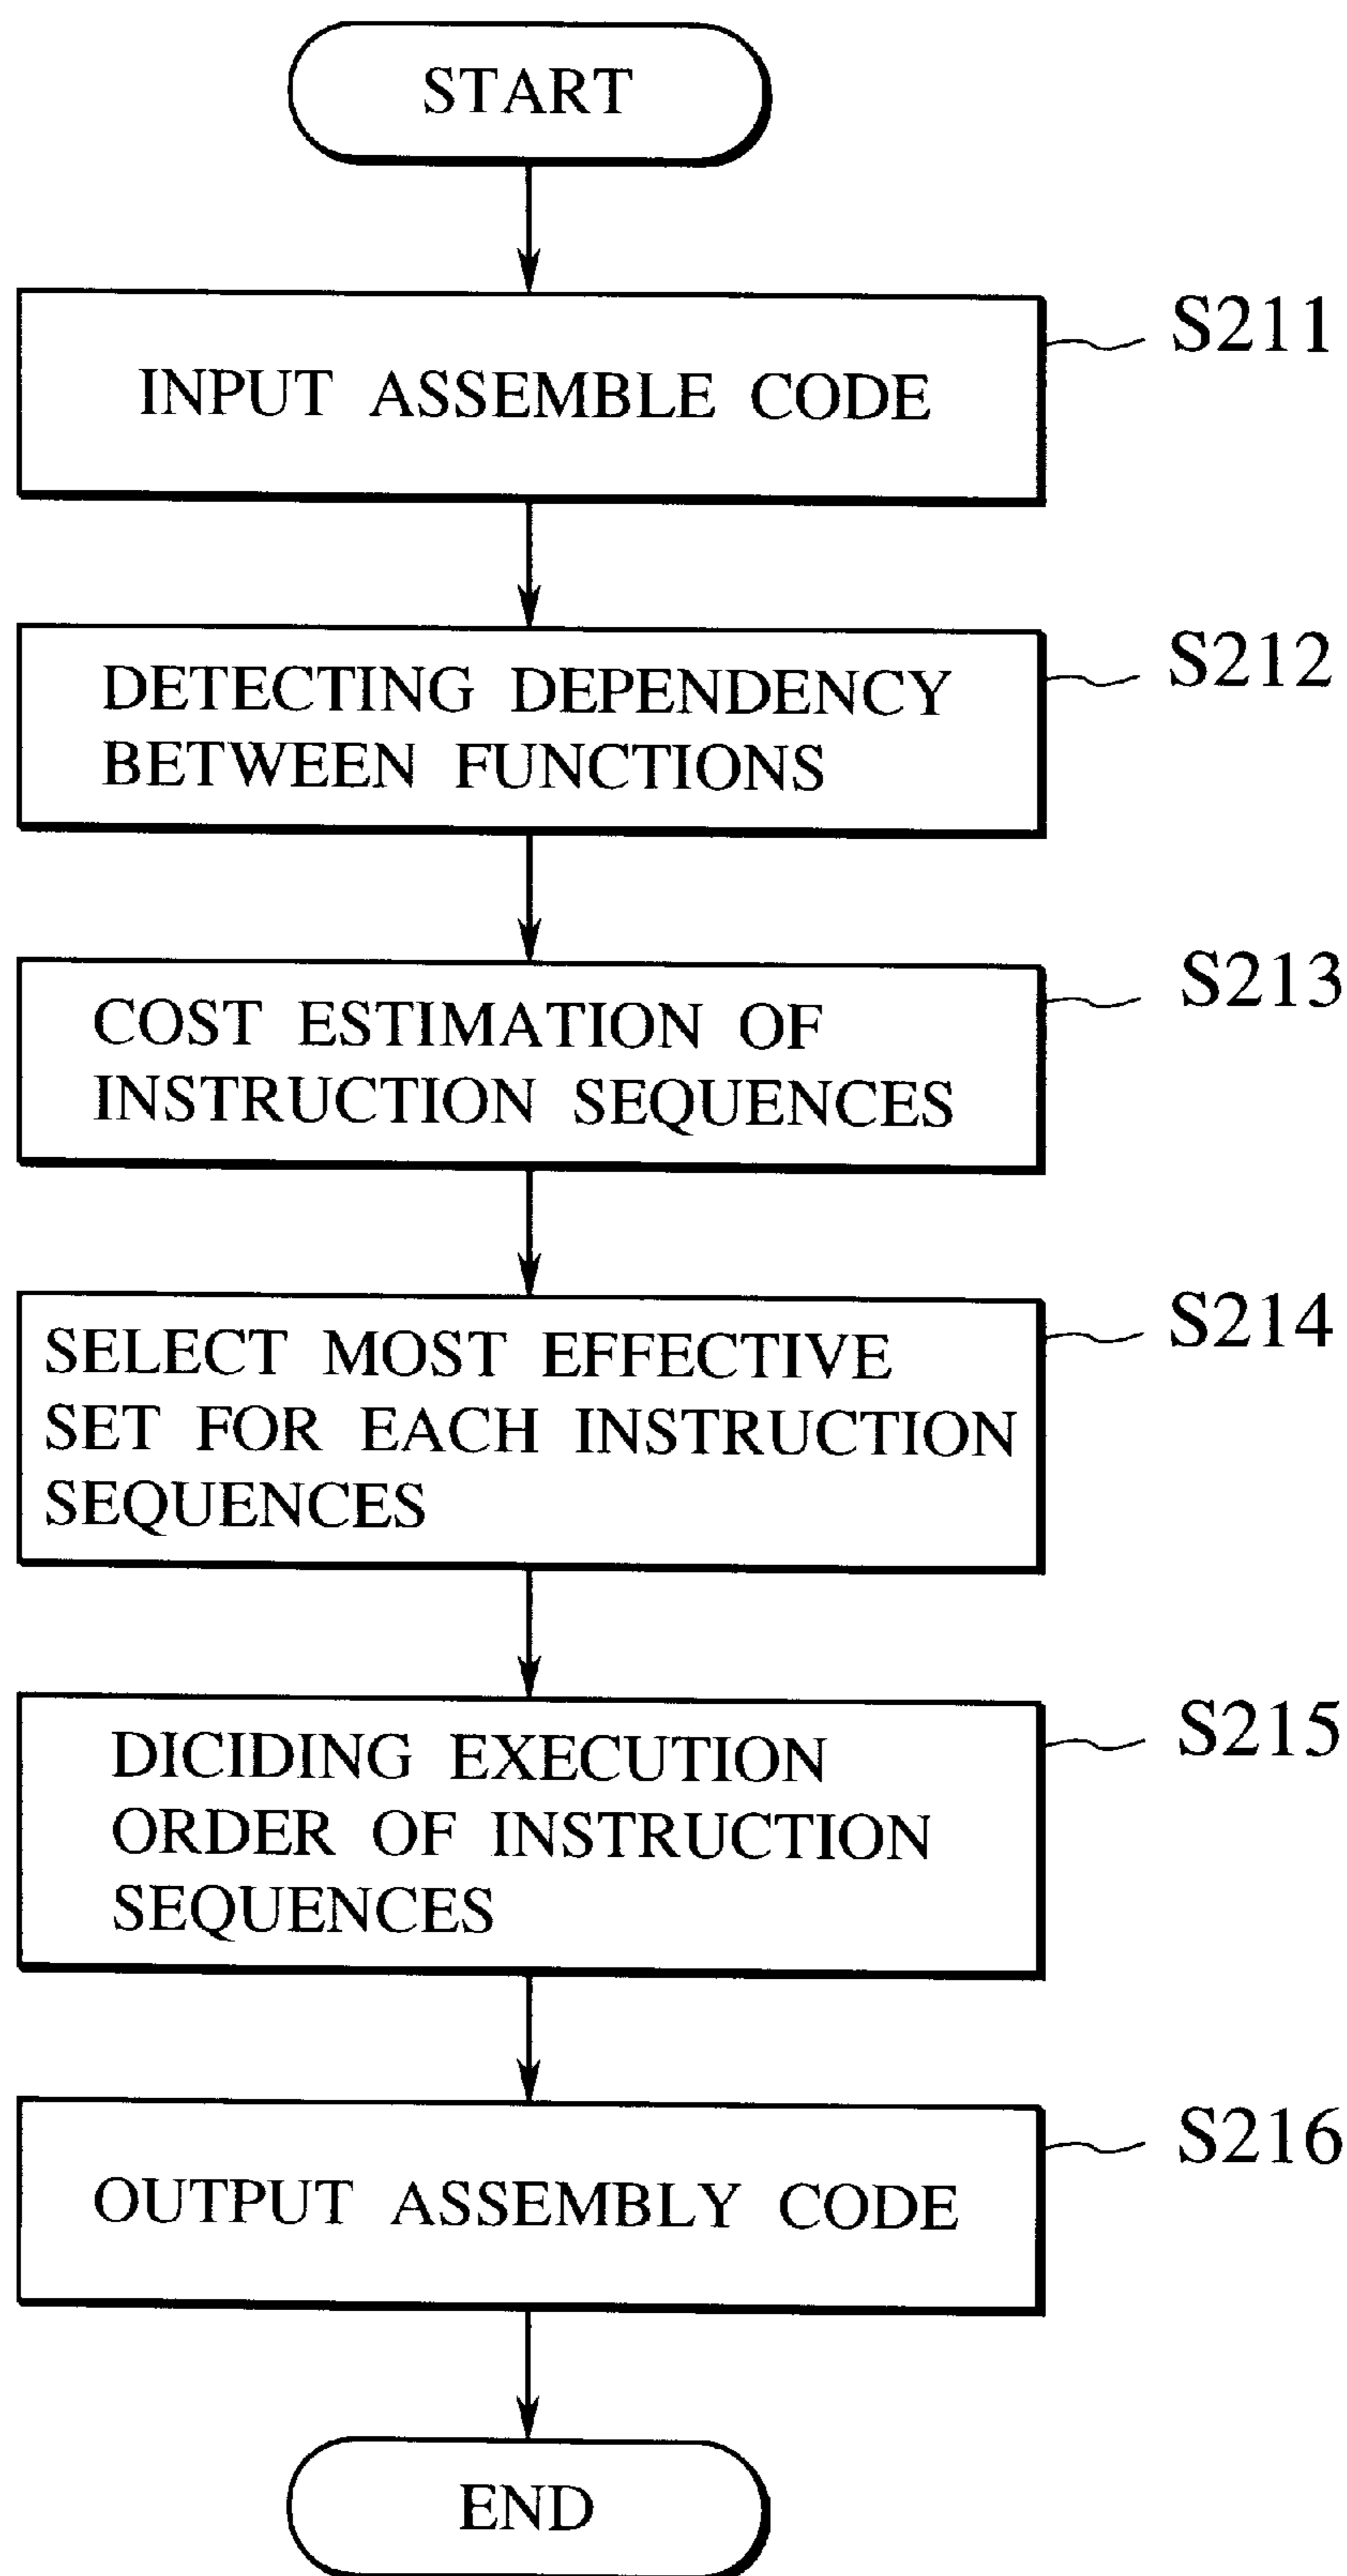 START
INPUT ASSEMBLE CODE
S211
DETECTING DEPENDENCY
BETWEEN FUNCTIONS
S212
COST ESTIMATION OF
INSTRUCTION SEQUENCES
S213
SELECT MOST EFFECTIVE
SET FOR EACH INSTRUCTION
SEQUENCES
S214
DICIDING EXECUTION
ORDER OF INSTRUCTION
SEQUENCES
S215
OUTPUT ASSEMBLY CODE
S216
END